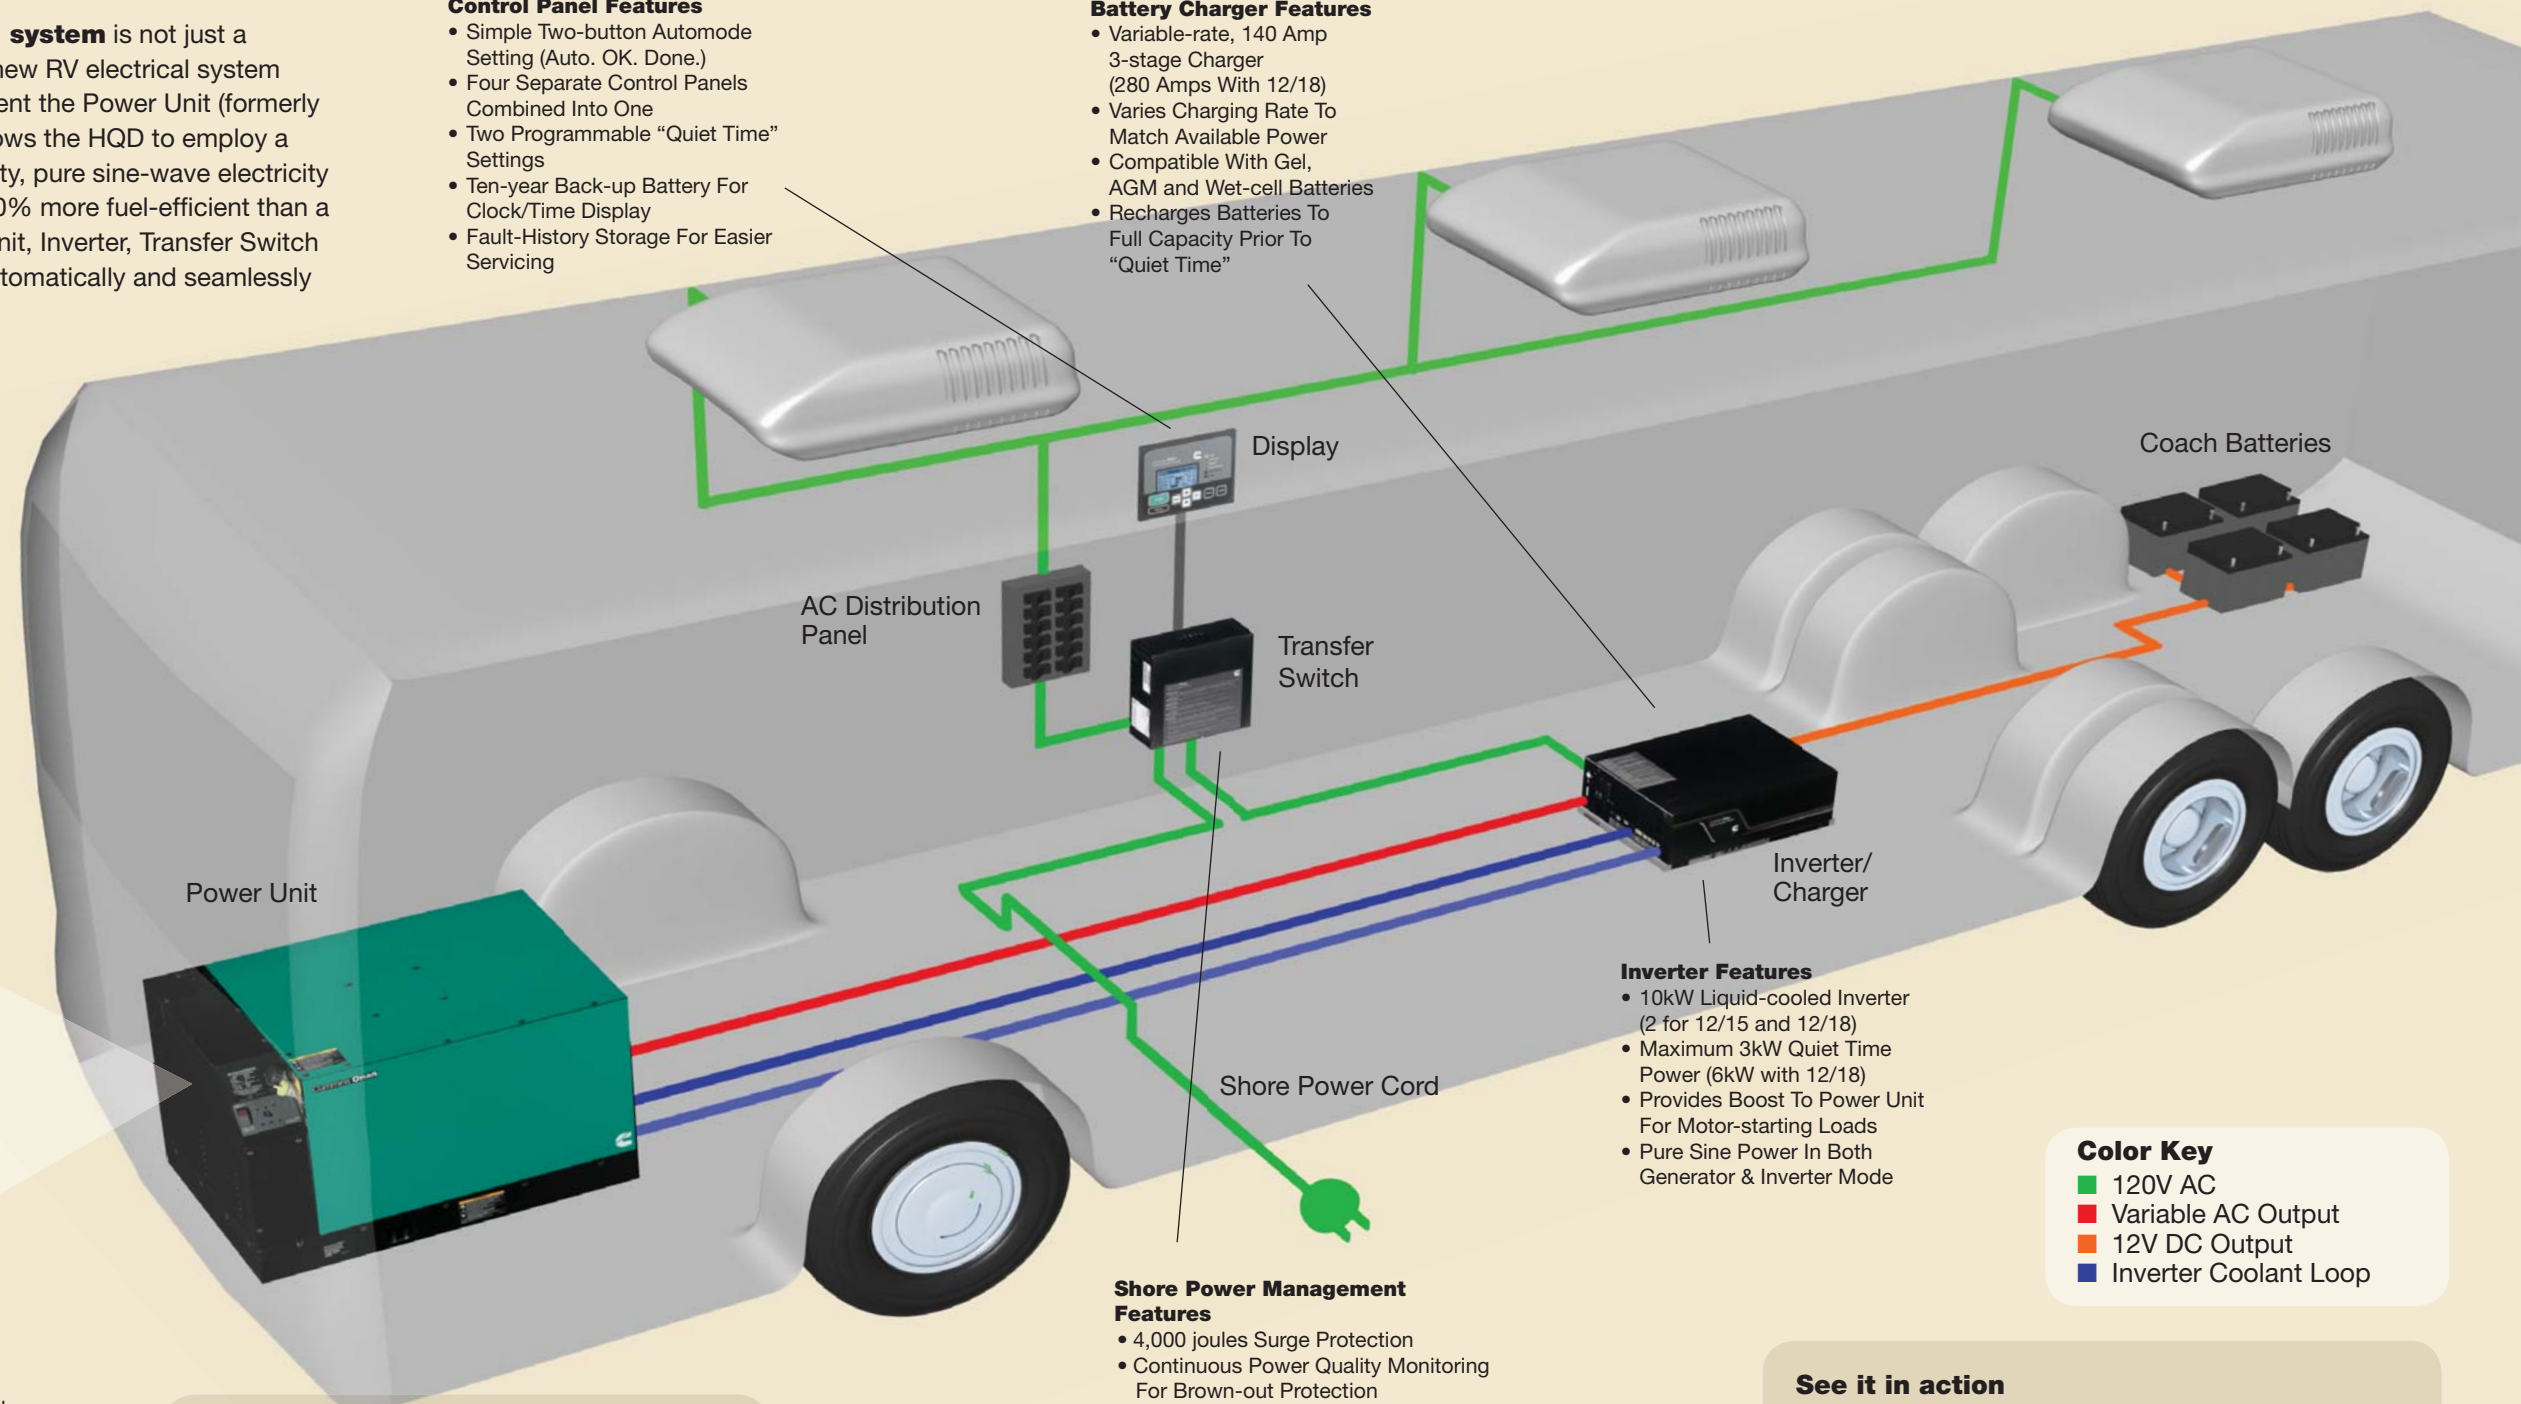 system is not just a
new RV electrical system
ent the Power Unit (formerly
ows the HQD to employ a
ty, pure sine-wave electricity
0% more fuel-efficient than a
nit, Inverter, Transfer Switch
tomatically and seamlessly
Control Panel Features
• Simple Two-button Automode
Setting (Auto. OK. Done.)
• Four Separate Control Panels
Combined Into One
• Two Programmable “Quiet Time”
Settings
• Ten-year Back-up Battery For
Clock/Time Display
• Fault-History Storage For Easier
Servicing
Battery Charger Features
• Variable-rate, 140 Amp
3-stage Charger
(280 Amps With 12/18)
• Varies Charging Rate To
Match Available Power
• Compatible With Gel,
AGM and Wet-cell Batteries
• Recharges Batteries To
Full Capacity Prior To
“Quiet Time”
Display
Coach Batteries
AC Distribution
Panel
Transfer
Switch
Power Unit
Inverter/
Charger
Cummins Onan
Shore Power Cord
Inverter Features
• 10kW Liquid-cooled Inverter
(2 for 12/15 and 12/18)
• Maximum 3kW Quiet Time
Power (6kW with 12/18)
• Provides Boost To Power Unit
For Motor-starting Loads
• Pure Sine Power In Both
Generator & Inverter Mode
Color Key
120V AC
Variable AC Output
12V DC Output
Inverter Coolant Loop
Shore Power Management
Features
• 4,000 joules Surge Protection
• Continuous Power Quality Monitoring
For Brown-out Protection
See it in action